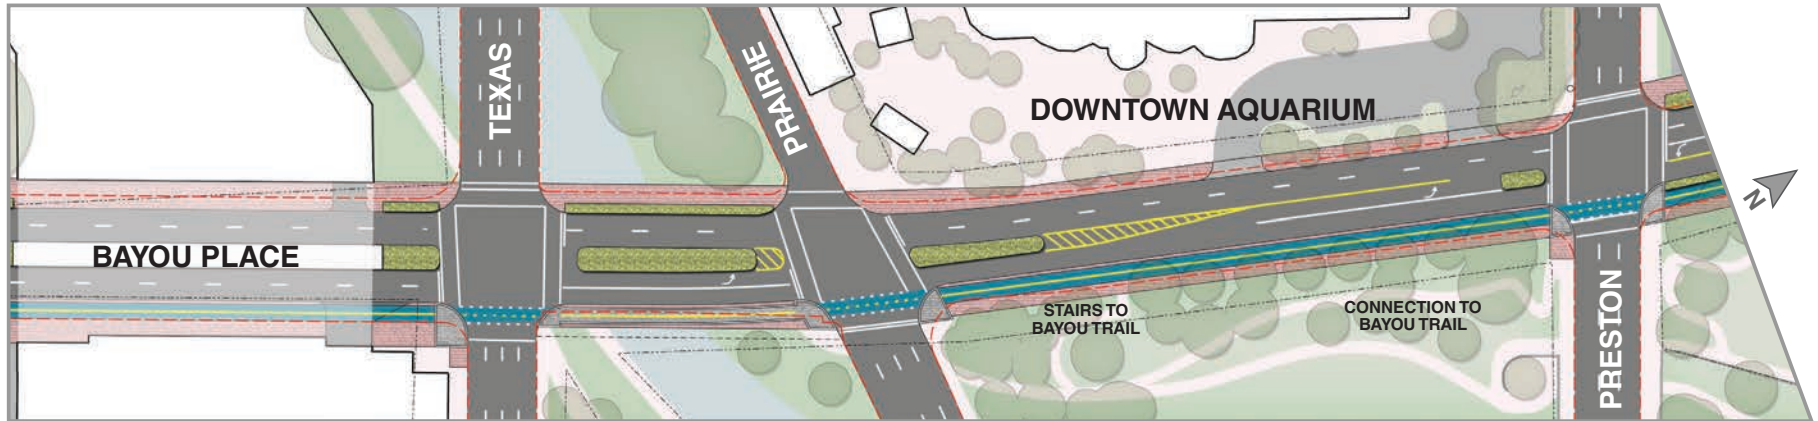 TEXAS
PRAIRIE
DOWNTOWN AQUARIUM
BAYOU PLACE
STAIRS TO
BAYOU TRAIL
CONNECTION TO
BAYOU TRAIL
PRESTON
N